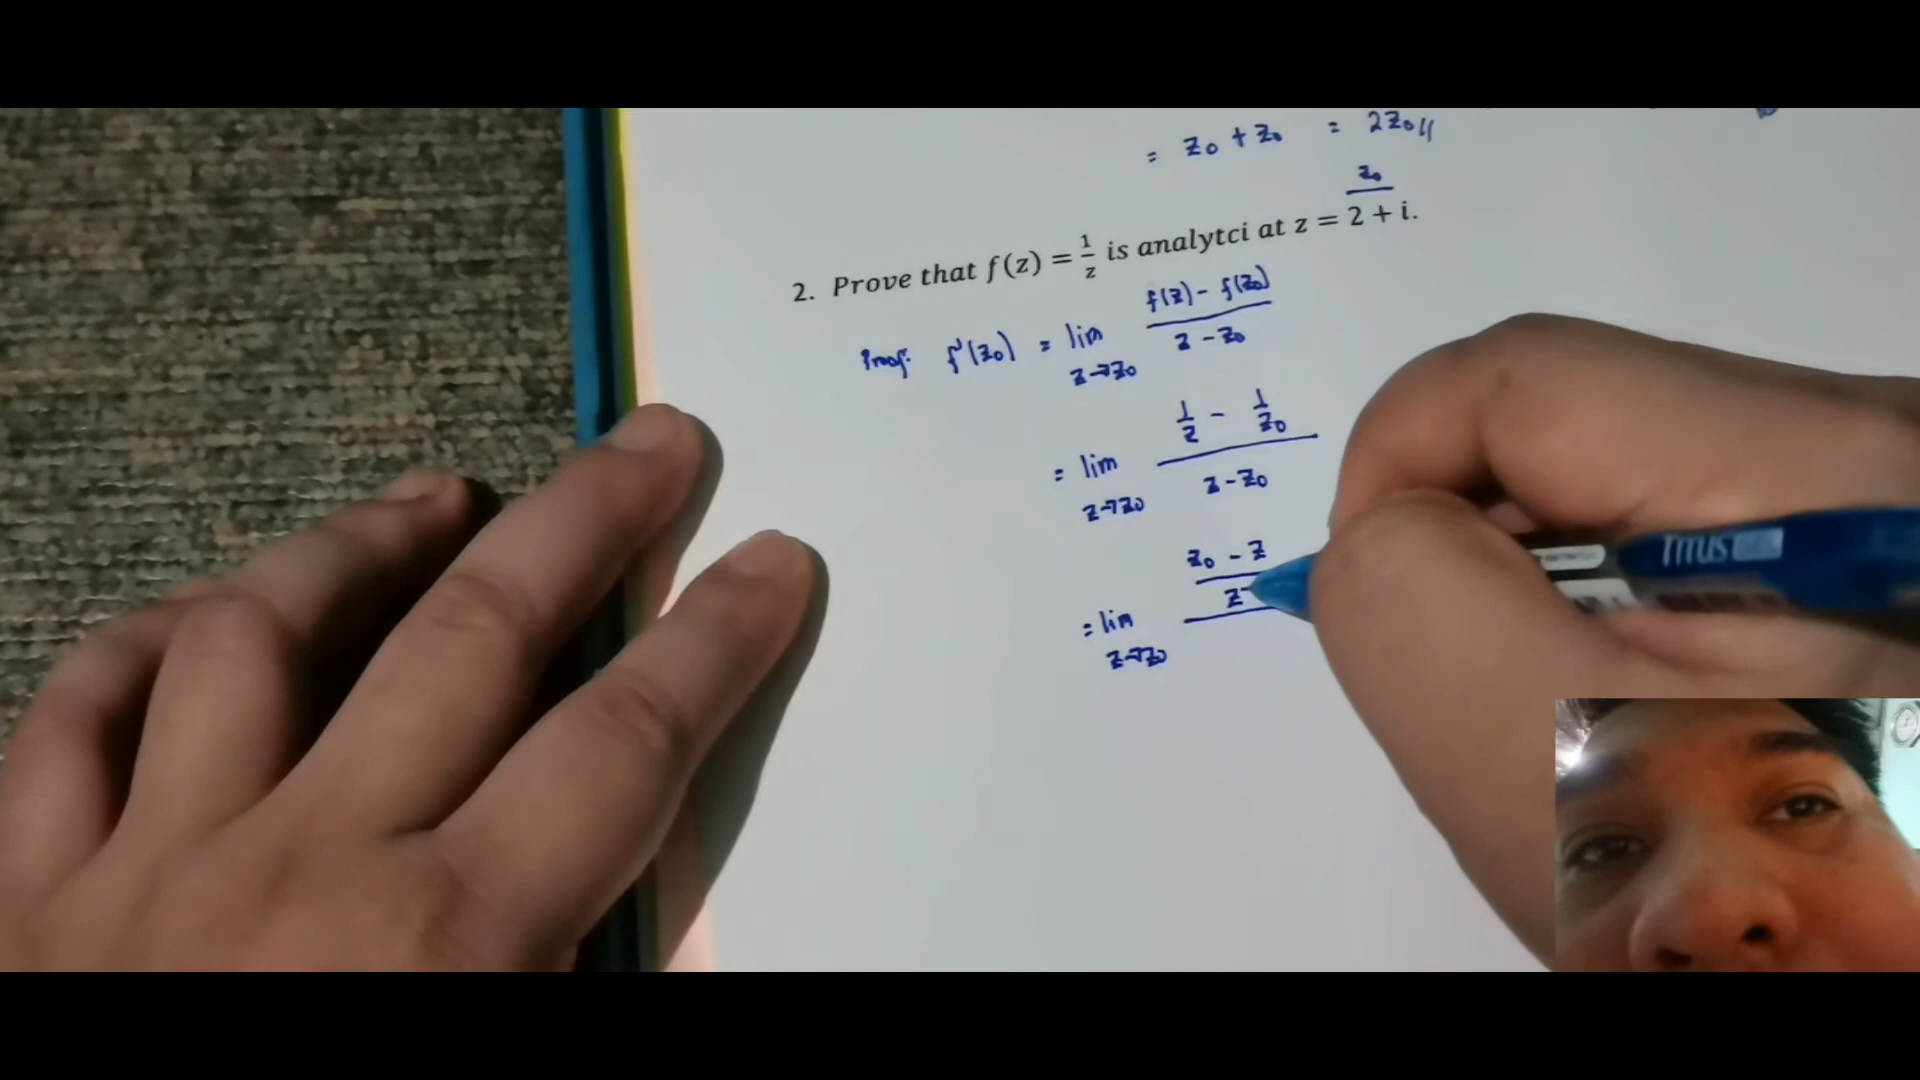 = z₀ + z₀ = 2z₀//
z₀
2. Prove that f(z) = 1/z is analytci at z = 2 + i.
Proof: f'(z₀) = lim z→z₀ (f(z) - f(z₀))/(z - z₀)
= lim z→z₀ (1/z - 1/z₀)/(z - z₀)
= lim z→z₀ (z₀ - z)/z
Titus